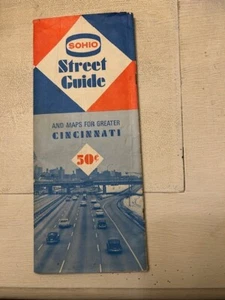 SOHIO
Street
Guide
AND MAPS FOR GREATER
CINCINNATI
50¢